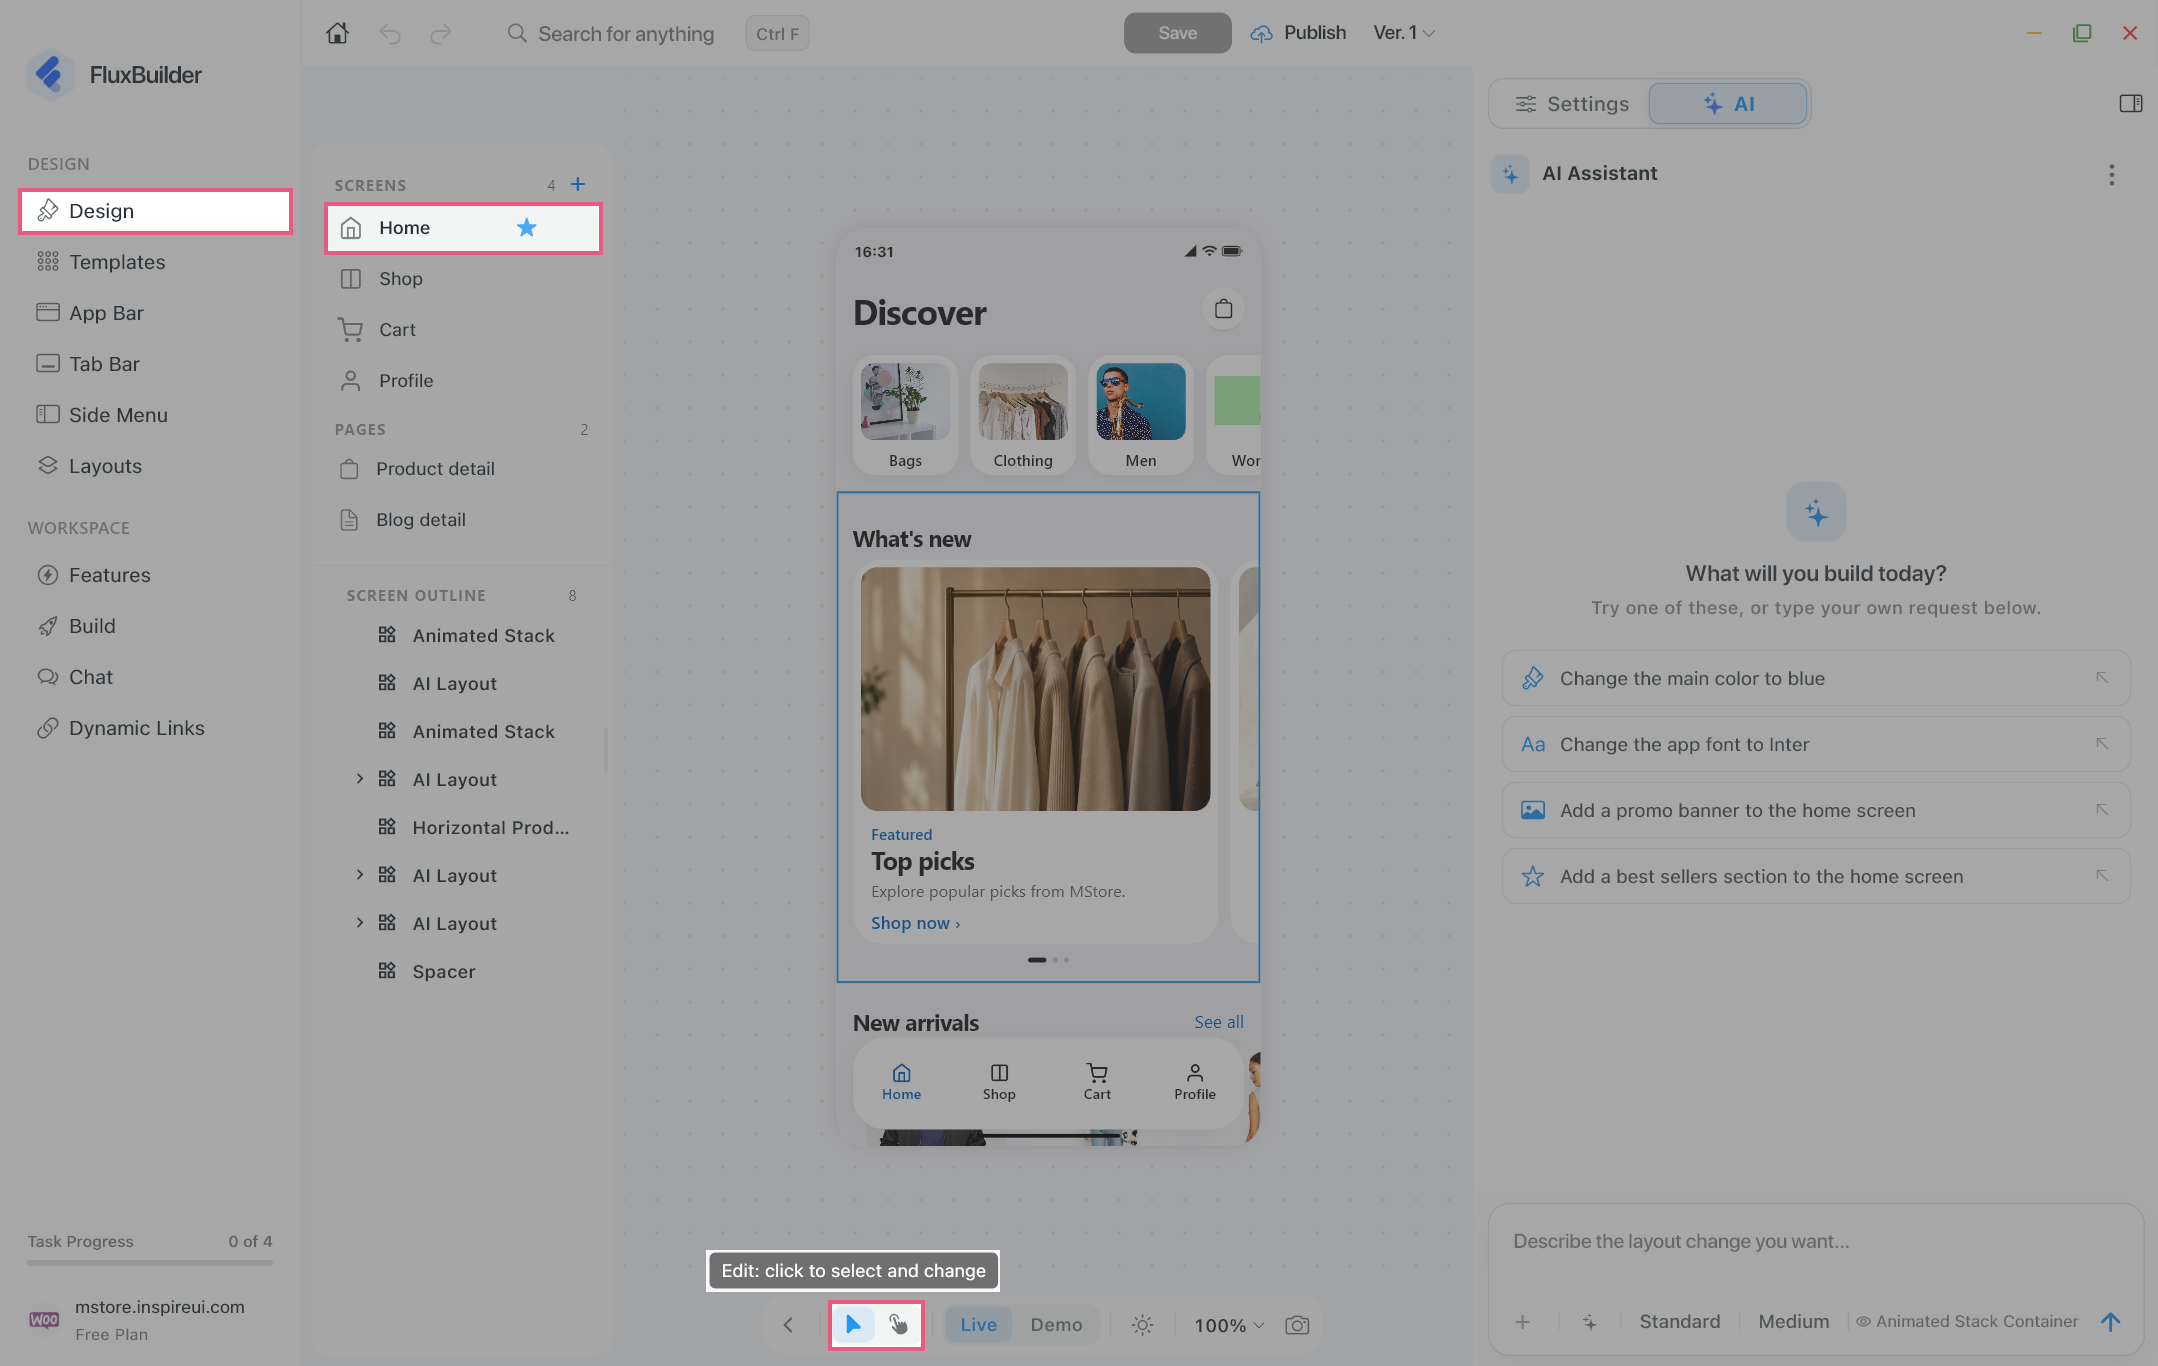 FluxBuilder
Search for anything
Ctrl F
Save
Publish
Ver. 1
DESIGN
Design
Templates
App Bar
Tab Bar
Side Menu
Layouts
WORKSPACE
Features
Build
Chat
Dynamic Links
Task Progress
0 of 4
Woo
mstore.inspireui.com
Free Plan
SCREENS
4
Home
Shop
Cart
Profile
PAGES
2
Product detail
Blog detail
SCREEN OUTLINE
8
Animated Stack
AI Layout
Animated Stack
AI Layout
Horizontal Prod...
AI Layout
AI Layout
Spacer
16:31
Discover
Bags
Clothing
Men
Wor
What's new
Featured
Top picks
Explore popular picks from MStore.
Shop now ›
New arrivals
See all
Home
Shop
Cart
Profile
Edit: click to select and change
Live
Demo
100%
Settings
AI
AI Assistant
What will you build today?
Try one of these, or type your own request below.
Change the main color to blue
Aa
Change the app font to Inter
Add a promo banner to the home screen
Add a best sellers section to the home screen
Describe the layout change you want...
Standard
Medium
Animated Stack Container